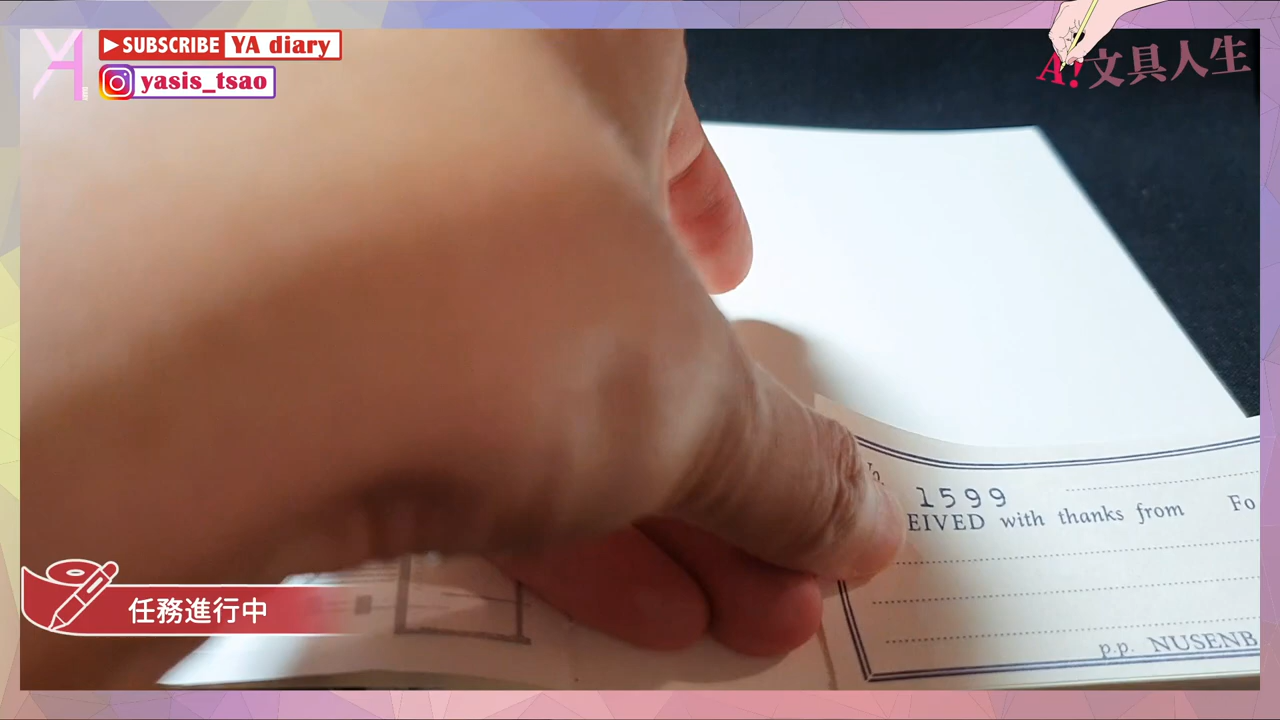 SUBSCRIBE YA diary
yasis_tsao
A!文具人生
No. 1599
EIVED with thanks from Fo
p.p. NUSENB
任務進行中